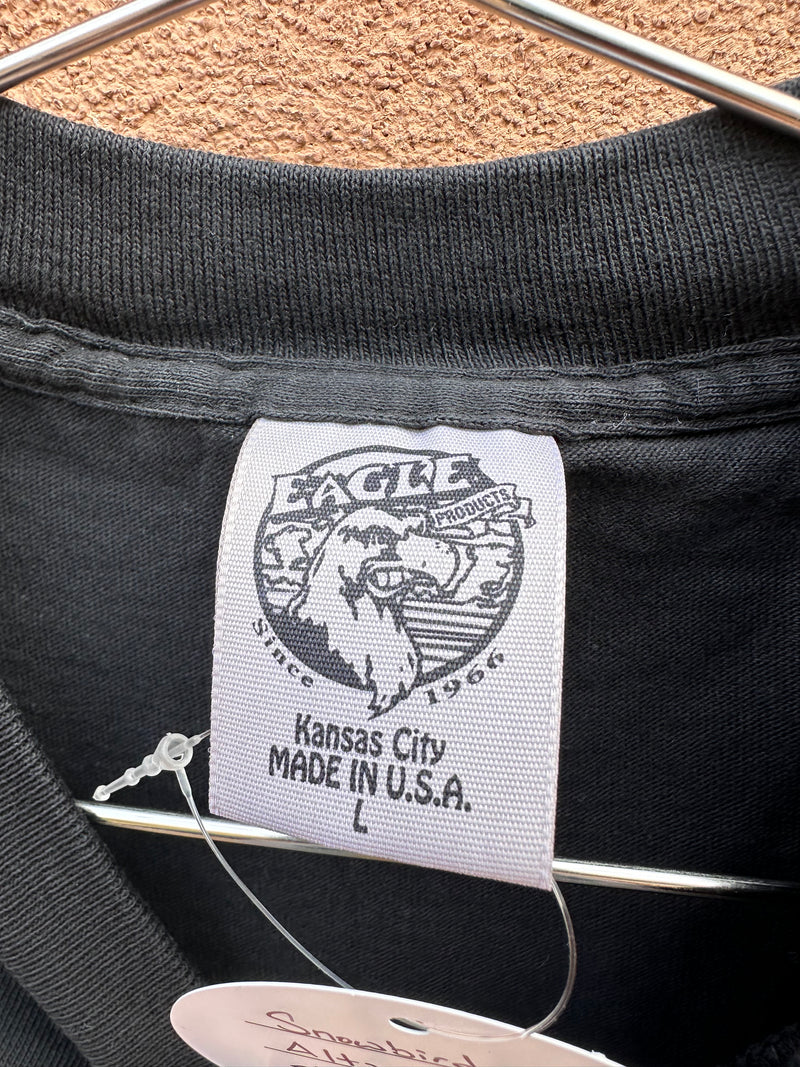 EAGLE
PRODUCTS
Since 1966
Kansas City
MADE IN U.S.A.
L
Snowbird